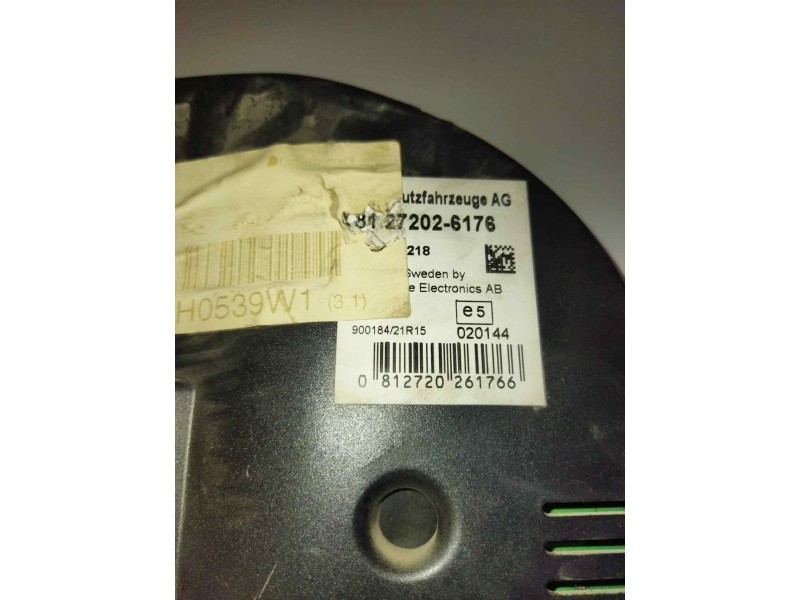 utzfahrzeuge AG
81.27202-6176
218
Sweden by
e Electronics AB
H0539W1 (3.1)
e5
900184/21R15 020144
0 812720 261766